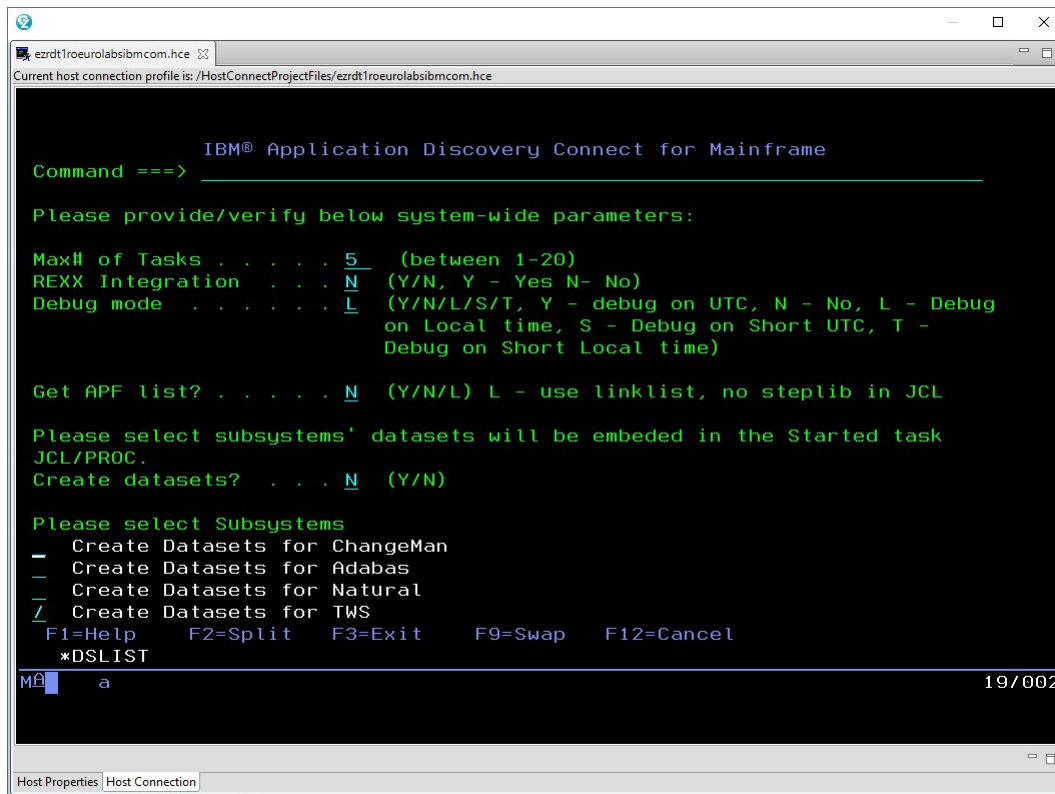 ezrdt1roeurolabsibmcom.hce
Current host connection profile is: /HostConnectProjectFiles/ezrdt1roeurolabsibmcom.hce
IBM® Application Discovery Connect for Mainframe
Command ===>
Please provide/verify below system-wide parameters:
Max# of Tasks . . . . . 5 (between 1-20)
REXX Integration . . . N (Y/N, Y - Yes N- No)
Debug mode . . . . . . L (Y/N/L/S/T, Y - debug on UTC, N - No, L - Debug
on Local time, S - Debug on Short UTC, T -
Debug on Short Local time)
Get APF list? . . . . . N (Y/N/L) L - use linklist, no steplib in JCL
Please select subsystems' datasets will be embeded in the Started task
JCL/PROC.
Create datasets? . . . N (Y/N)
Please select Subsystems
_ Create Datasets for ChangeMan
_ Create Datasets for Adabas
_ Create Datasets for Natural
/ Create Datasets for TWS
F1=Help F2=Split F3=Exit F9=Swap F12=Cancel
*DSLIST
MA a 19/002
Host Properties Host Connection